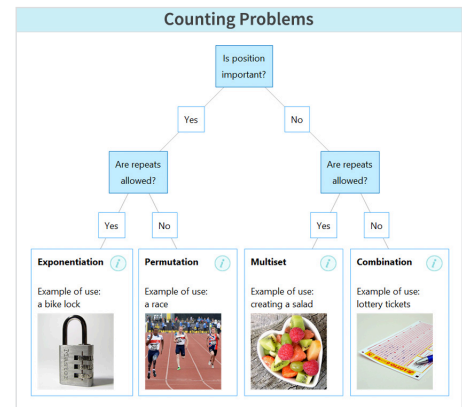 Counting Problems
Is position
important?
Yes
No
Are repeats
allowed?
Are repeats
allowed?
Yes
No
Yes
No
Exponentiation
i
Permutation
i
Multiset
i
Combination
i
Example of use:
a bike lock
Example of use:
a race
Example of use:
creating a salad
Example of use:
lottery tickets